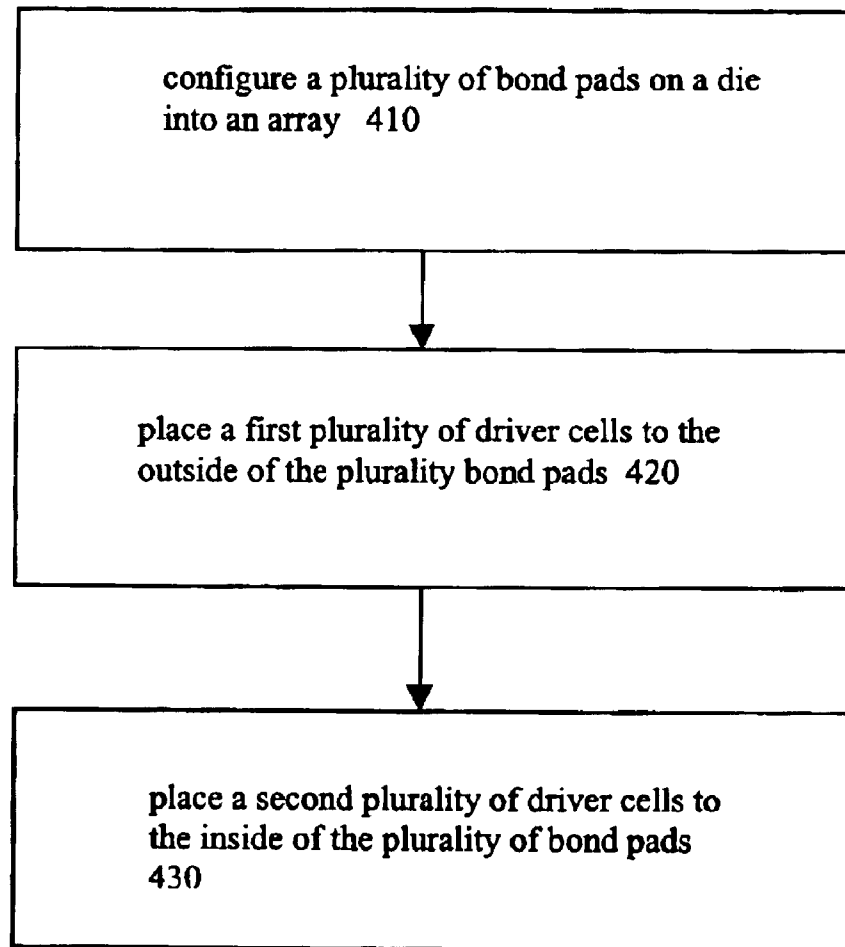 configure a plurality of bond pads on a die
into an array 410
place a first plurality of driver cells to the
outside of the plurality bond pads 420
place a second plurality of driver cells to
the inside of the plurality of bond pads
430